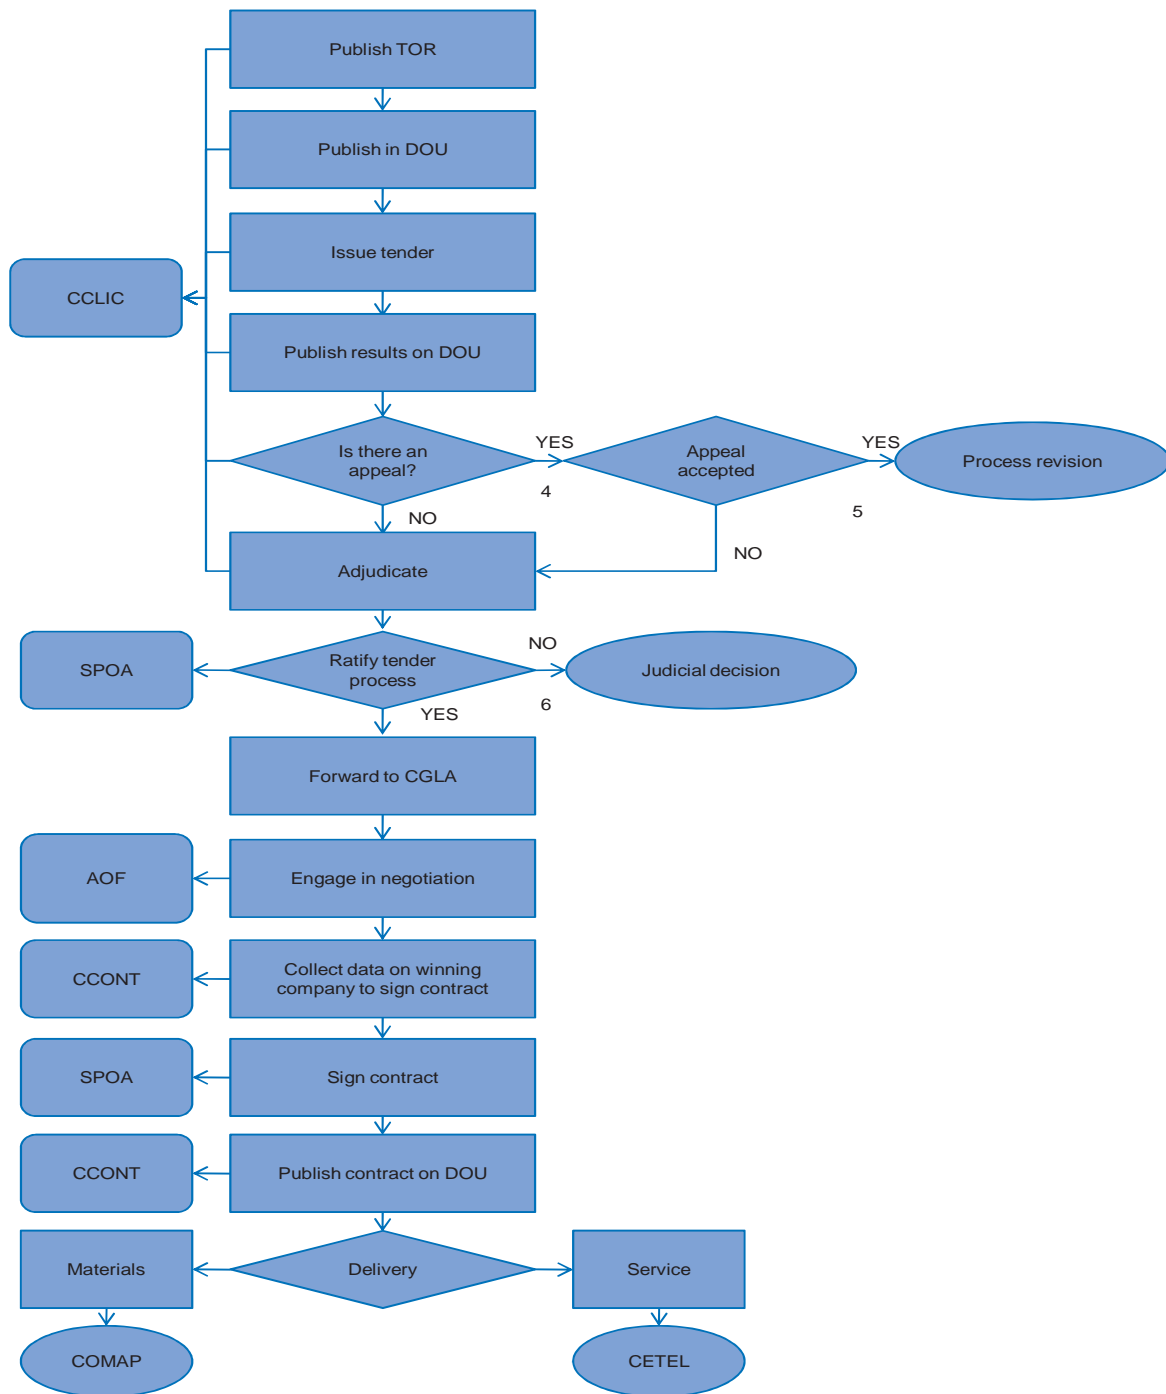 Publish TOR
Publish in DOU
Issue tender
CCLIC
Publish results on DOU
Is there an
appeal?
YES
4
Appeal
accepted
YES
5
Process revision
NO
NO
Adjudicate
SPOA
Ratify tender
process
NO
6
Judicial decision
YES
Forward to CGLA
AOF
Engage in negotiation
CCONT
Collect data on winning
company to sign contract
SPOA
Sign contract
CCONT
Publish contract on DOU
Materials
Delivery
Service
COMAP
CETEL